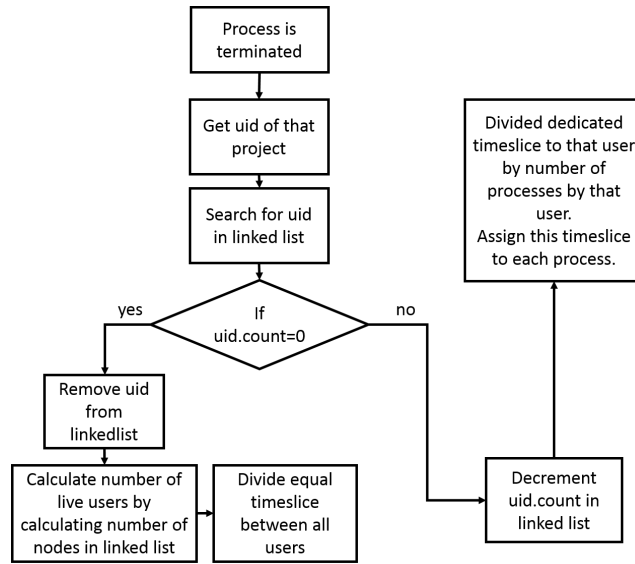 Process is
terminated
Get uid of that
project
Search for uid
in linked list
If
uid.count=0
yes
no
Remove uid
from
linkedlist
Calculate number of
live users by
calculating number of
nodes in linked list
Divide equal
timeslice
between all
users
Decrement
uid.count in
linked list
Divided dedicated
timeslice to that user
by number of
processes by that
user.
Assign this timeslice
to each process.